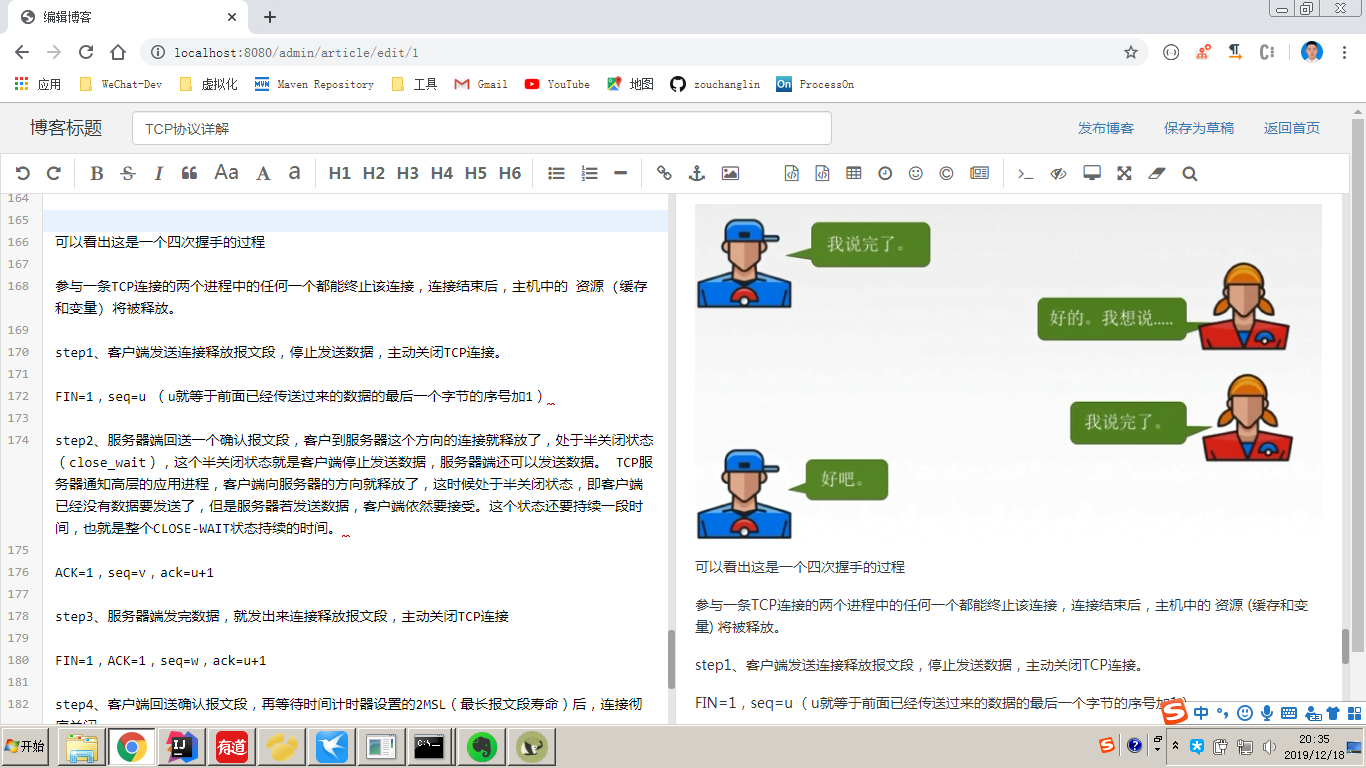 编辑博客
localhost:8080/admin/article/edit/1
应用 WeChat-Dev 虚拟化 MVN Maven Repository 工具 Gmail YouTube 地图 zouchanglin On ProcessOn
博客标题 TCP协议详解 发布博客 保存为草稿 返回首页
B S I Aa A a H1 H2 H3 H4 H5 H6
164
165
166 可以看出这是一个四次握手的过程
167
168 参与一条TCP连接的两个进程中的任何一个都能终止该连接，连接结束后，主机中的 资源 (缓存
和变量) 将被释放。
169
170 step1、客户端发送连接释放报文段，停止发送数据，主动关闭TCP连接。
171
172 FIN=1，seq=u （u就等于前面已经传送过来的数据的最后一个字节的序号加1）
173
174 step2、服务器端回送一个确认报文段，客户到服务器这个方向的连接就释放了，处于半关闭状态
（close_wait），这个半关闭状态就是客户端停止发送数据，服务器端还可以发送数据。 TCP服
务器通知高层的应用进程，客户端向服务器的方向就释放了，这时候处于半关闭状态，即客户端
已经没有数据要发送了，但是服务器若发送数据，客户端依然要接受。这个状态还要持续一段时
间，也就是整个CLOSE-WAIT状态持续的时间。
175
176 ACK=1，seq=v，ack=u+1
177
178 step3、服务器端发完数据，就发出来连接释放报文段，主动关闭TCP连接
179
180 FIN=1，ACK=1，seq=w，ack=u+1
181
182 step4、客户端回送确认报文段，再等待时间计时器设置的2MSL（最长报文段寿命）后，连接彻
我说完了。
好的。我想说.....
我说完了。
好吧。
可以看出这是一个四次握手的过程
参与一条TCP连接的两个进程中的任何一个都能终止该连接，连接结束后，主机中的 资源 (缓存和变
量) 将被释放。
step1、客户端发送连接释放报文段，停止发送数据，主动关闭TCP连接。
FIN=1，seq=u （u就等于前面已经传送过来的数据的最后一个字节的序号加1）
中
开始 有道
20:35
2019/12/18